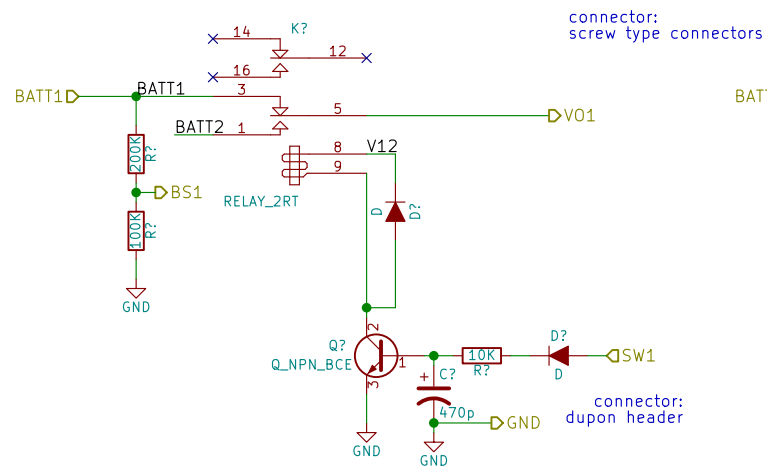 connector:
screw type connectors
K?
14
12
16
BATT1
BATT1
3
BATT
5
VO1
BATT2
1
8
V12
9
200K
R?
BS1
RELAY_2RT
D
D?
100K
R?
GND
2
Q?
Q_NPN_BCE
1
3
10K
R?
D?
D
SW1
+
C?
470p
connector:
dupon header
GND
GND
GND